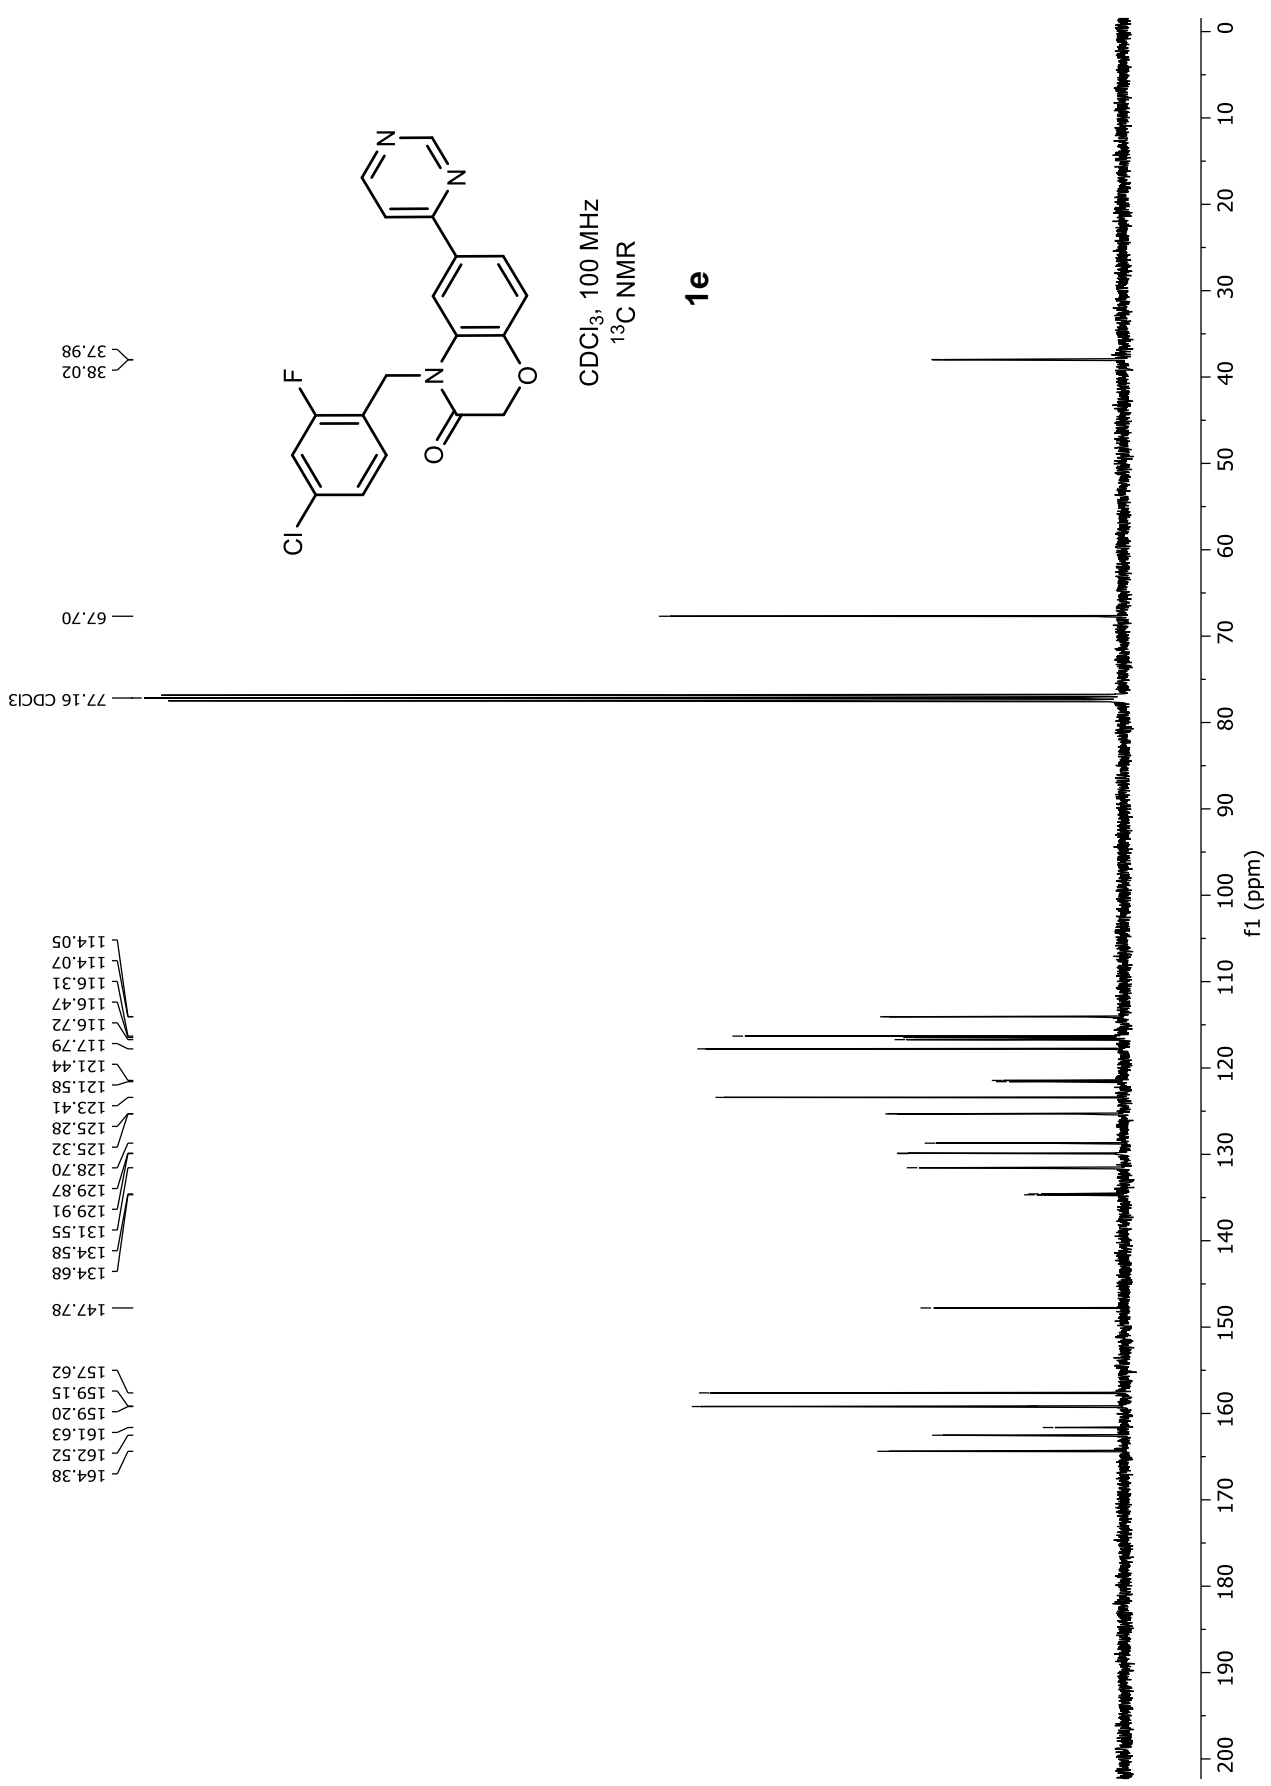 164.38
162.52
161.63
159.20
159.15
157.62
147.78
134.68
134.58
131.55
129.91
129.87
128.70
125.32
125.28
123.41
121.58
121.44
117.79
116.72
116.47
116.31
114.07
114.05
77.16 CDCl3
67.70
38.02
37.98
Cl
F
O
N
O
N
N
CDCl₃, 100 MHz
¹³C NMR
1e
200 190 180 170 160 150 140 130 120 110 100 90 80 70 60 50 40 30 20 10 0
f1 (ppm)